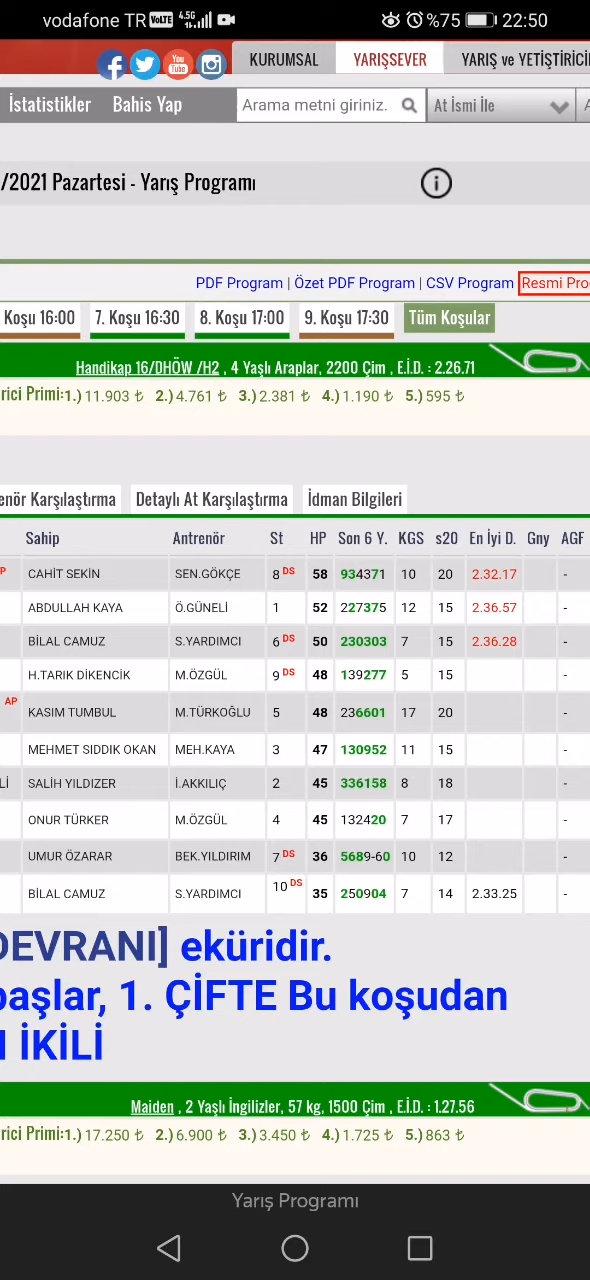 vodafone TR VoLTE 4.5G %75 22:50
You Tube KURUMSAL YARIŞSEVER YARIŞ ve YETİŞTİRİCİ
İstatistikler Bahis Yap Arama metni giriniz. At İsmi İle
/2021 Pazartesi - Yarış Programı
PDF Program | Özet PDF Program | CSV Program Resmi Pro
Koşu 16:00 7. Koşu 16:30 8. Koşu 17:00 9. Koşu 17:30 Tüm Koşular
Handikap 16/DHÖW /H2 , 4 Yaşlı Araplar, 2200 Çim , E.İ.D. : 2.26.71
rici Primi:1.) 11.903 ₺ 2.) 4.761 ₺ 3.) 2.381 ₺ 4.) 1.190 ₺ 5.) 595 ₺
enör Karşılaştırma Detaylı At Karşılaştırma İdman Bilgileri
Sahip Antrenör St HP Son 6 Y. KGS s20 En İyi D. Gny AGF
P CAHİT SEKİN SEN.GÖKÇE 8 DS 58 934371 10 20 2.32.17 -
ABDULLAH KAYA Ö.GÜNELİ 1 52 227375 12 15 2.36.57 -
BİLAL CAMUZ S.YARDIMCI 6 DS 50 230303 7 15 2.36.28 -
H.TARIK DİKENCİK M.ÖZGÜL 9 DS 48 139277 5 15 -
AP KASIM TUMBUL M.TÜRKOĞLU 5 48 236601 17 20 -
MEHMET SIDDIK OKAN MEH.KAYA 3 47 130952 11 15 -
Lİ SALİH YILDIZER İ.AKKILIÇ 2 45 336158 8 18 -
ONUR TÜRKER M.ÖZGÜL 4 45 132420 7 17 -
UMUR ÖZARAR BEK.YILDIRIM 7 DS 36 5689-60 10 12 -
BİLAL CAMUZ S.YARDIMCI 10 DS 35 250904 7 14 2.33.25 -
DEVRANI] eküridir.
başlar, 1. ÇİFTE Bu koşudan
İKİLİ
Maiden , 2 Yaşlı İngilizler, 57 kg, 1500 Çim , E.İ.D. : 1.27.56
rici Primi:1.) 17.250 ₺ 2.) 6.900 ₺ 3.) 3.450 ₺ 4.) 1.725 ₺ 5.) 863 ₺
Yarış Programı